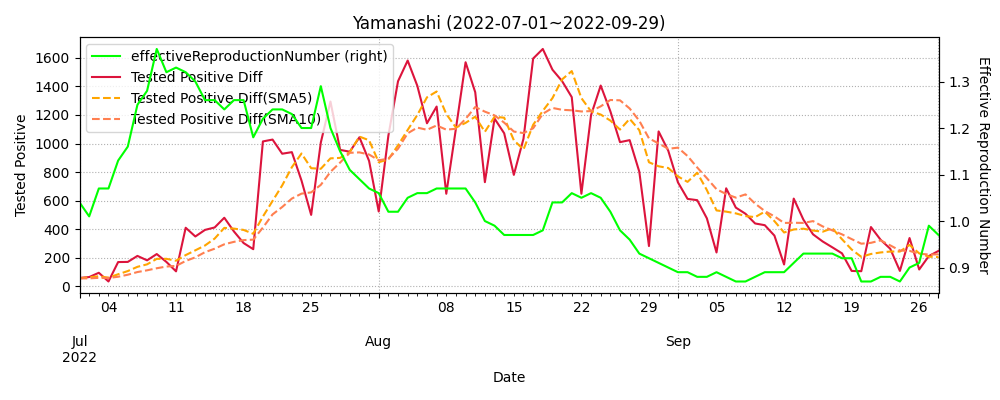 Yamanashi (2022-07-01~2022-09-29)
effectiveReproductionNumber (right)
Tested Positive Diff
Tested Positive Diff(SMA5)
Tested Positive Diff(SMA10)
Tested Positive
1600
1400
1200
1000
800
600
400
200
0
1.3
1.2
1.1
1.0
0.9
Effective Reproduction Number
04 11 18 25 08 15 22 29 05 12 19 26
Jul Aug Sep
2022
Date